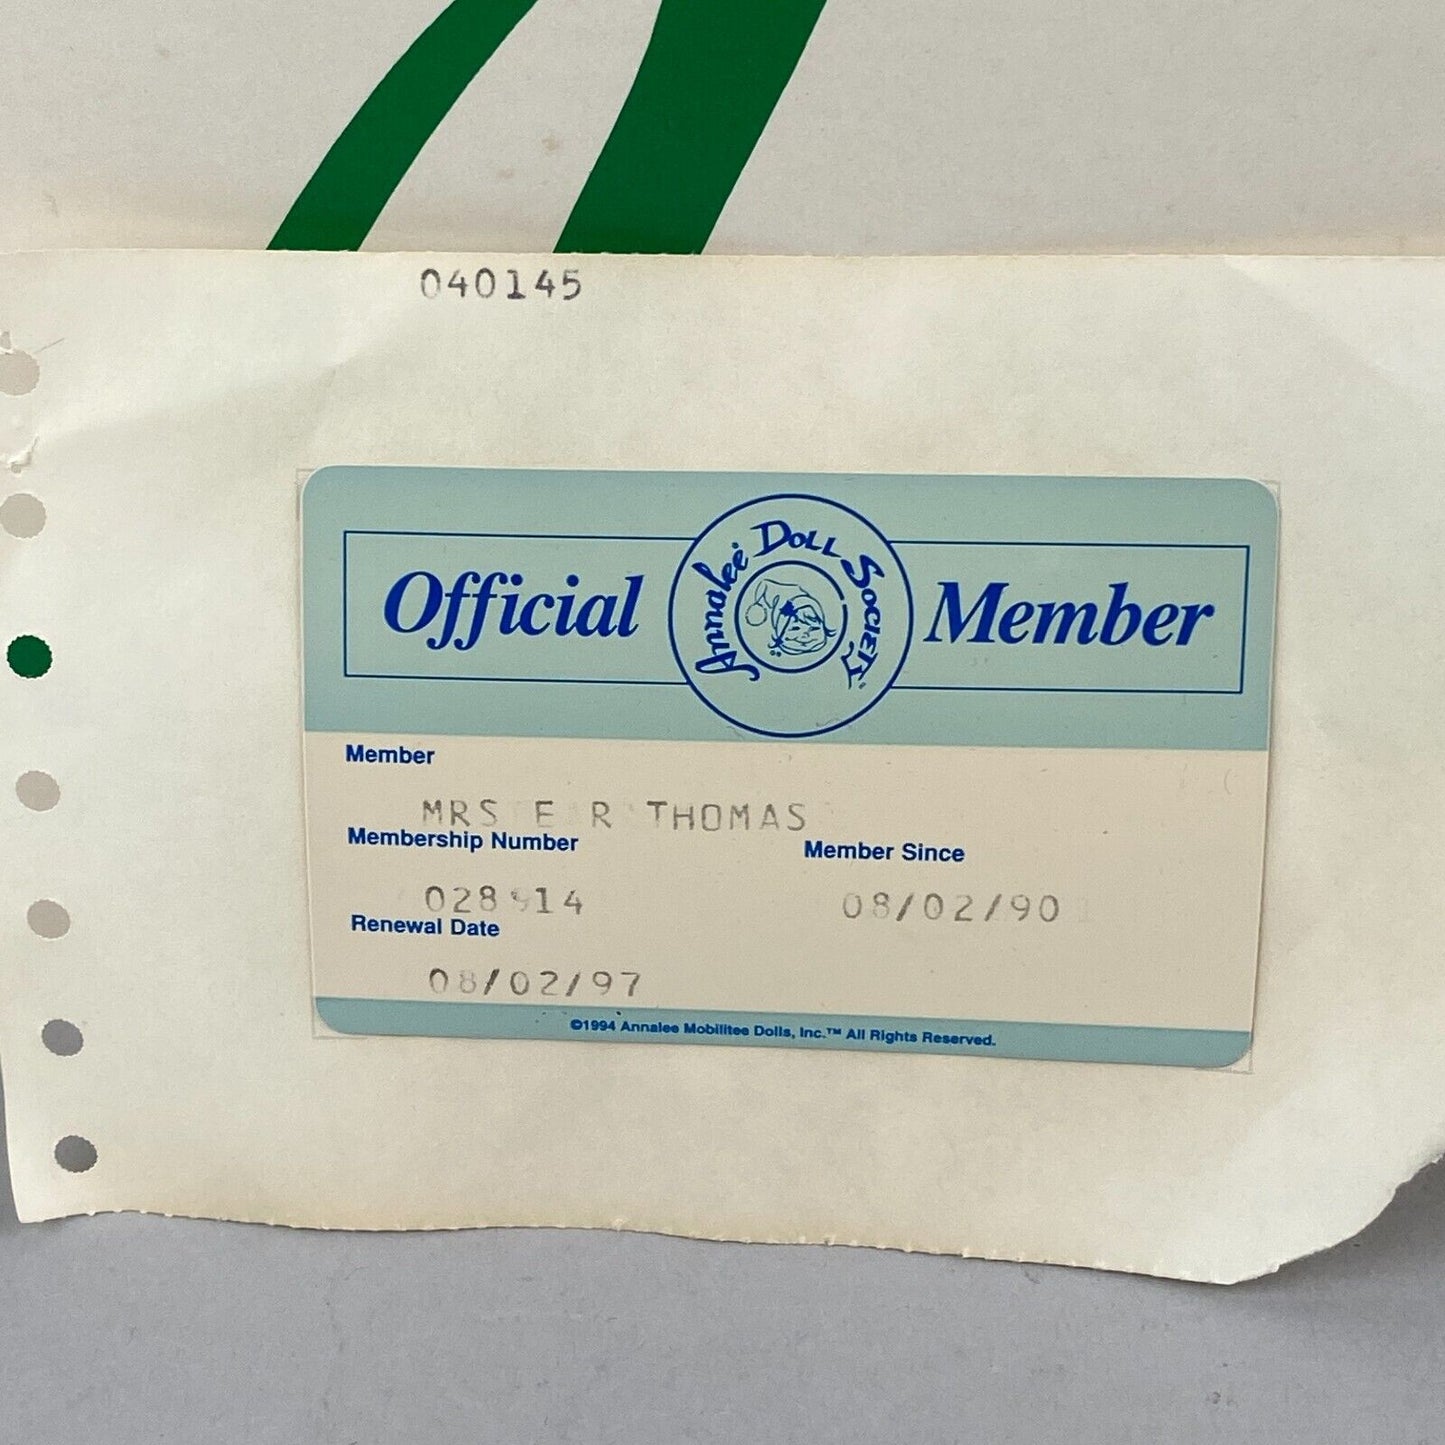 040145
Official Annalee Doll Society Member
Member
MRS E R THOMAS
Membership Number
Member Since
08/02/90
Renewal Date
08/02/97
©1994 Annalee Mobilitee Dolls, Inc.™ All Rights Reserved.